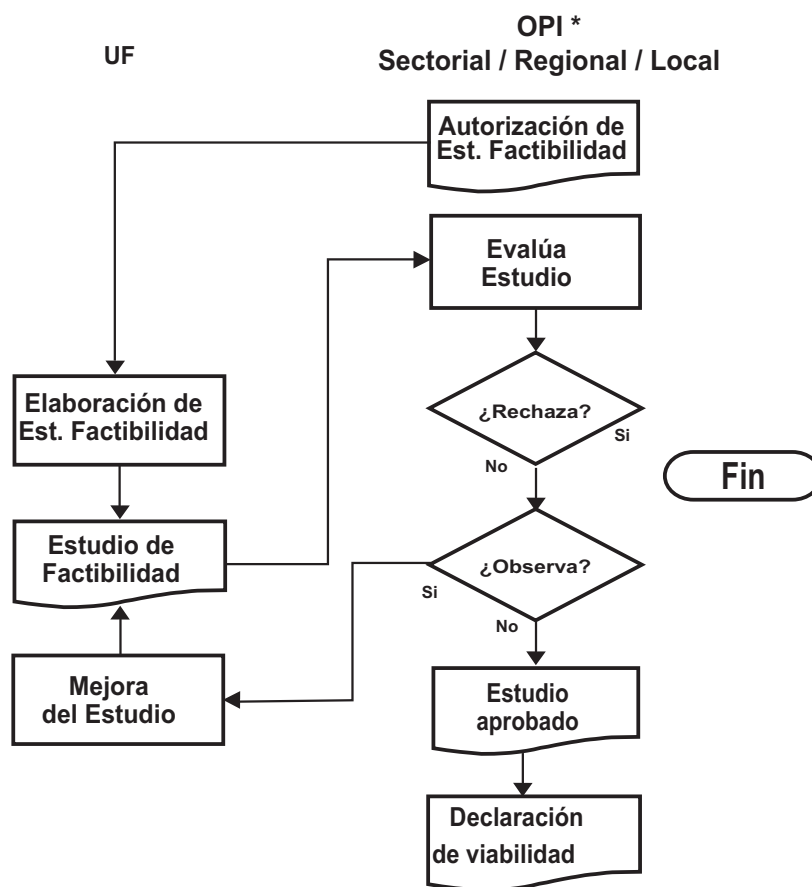 UF
OPI *
Sectorial / Regional / Local
Autorización de
Est. Factibilidad
Evalúa
Estudio
Elaboración de
Est. Factibilidad
¿Rechaza?
Si
No
Fin
Estudio de
Factibilidad
¿Observa?
Si
No
Mejora
del Estudio
Estudio
aprobado
Declaración
de viabilidad